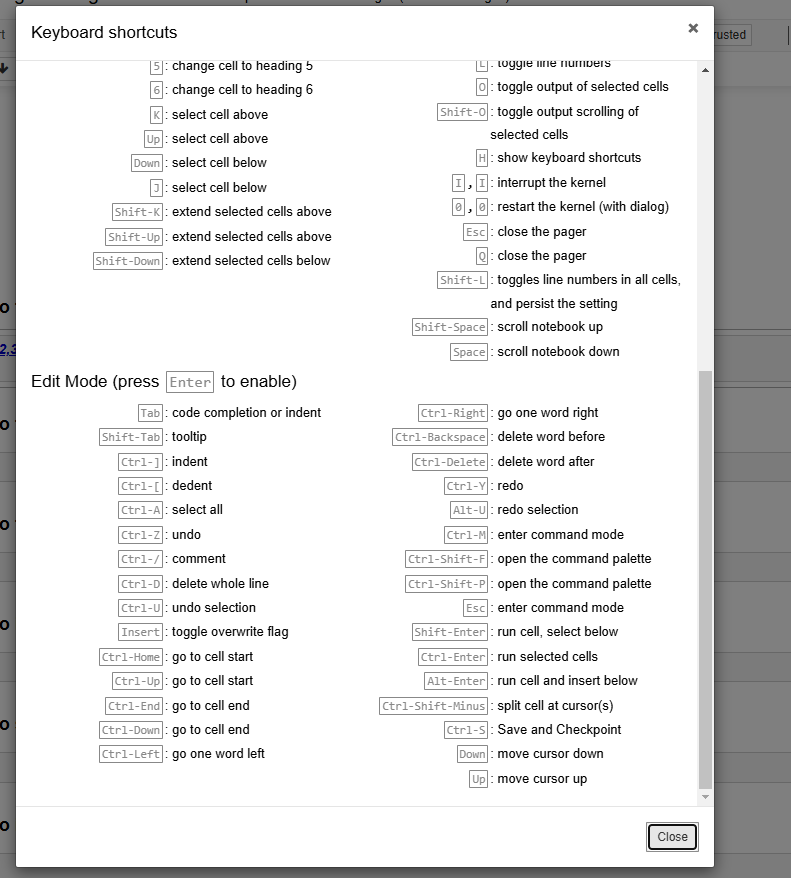 rt
rusted
Keyboard shortcuts
×
5 : change cell to heading 5
6 : change cell to heading 6
K : select cell above
Up : select cell above
Down : select cell below
J : select cell below
Shift-K : extend selected cells above
Shift-Up : extend selected cells above
Shift-Down : extend selected cells below
L : toggle line numbers
O : toggle output of selected cells
Shift-O : toggle output scrolling of
selected cells
H : show keyboard shortcuts
I , I : interrupt the kernel
0 , 0 : restart the kernel (with dialog)
Esc : close the pager
Q : close the pager
Shift-L : toggles line numbers in all cells,
and persist the setting
Shift-Space : scroll notebook up
Space : scroll notebook down
Edit Mode (press Enter to enable)
Tab : code completion or indent
Shift-Tab : tooltip
Ctrl-] : indent
Ctrl-[ : dedent
Ctrl-A : select all
Ctrl-Z : undo
Ctrl-/ : comment
Ctrl-D : delete whole line
Ctrl-U : undo selection
Insert : toggle overwrite flag
Ctrl-Home : go to cell start
Ctrl-Up : go to cell start
Ctrl-End : go to cell end
Ctrl-Down : go to cell end
Ctrl-Left : go one word left
Ctrl-Right : go one word right
Ctrl-Backspace : delete word before
Ctrl-Delete : delete word after
Ctrl-Y : redo
Alt-U : redo selection
Ctrl-M : enter command mode
Ctrl-Shift-F : open the command palette
Ctrl-Shift-P : open the command palette
Esc : enter command mode
Shift-Enter : run cell, select below
Ctrl-Enter : run selected cells
Alt-Enter : run cell and insert below
Ctrl-Shift-Minus : split cell at cursor(s)
Ctrl-S : Save and Checkpoint
Down : move cursor down
Up : move cursor up
Close